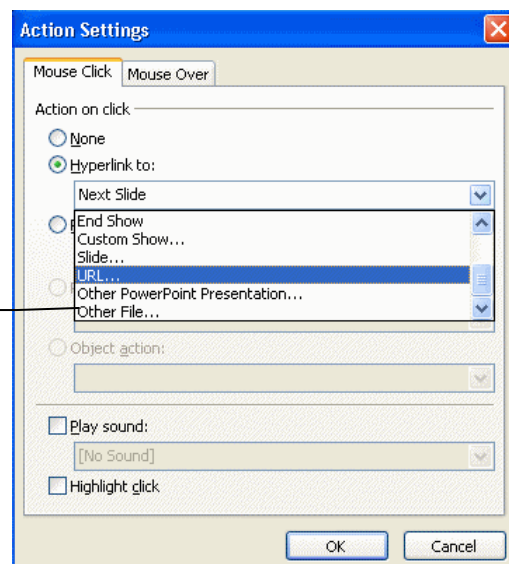 Action Settings
Mouse Click Mouse Over
Action on click
None
Hyperlink to:
Next Slide
End Show
Custom Show...
Slide...
URL...
Other PowerPoint Presentation...
Other File...
Object action:
Play sound:
[No Sound]
Highlight click
OK Cancel